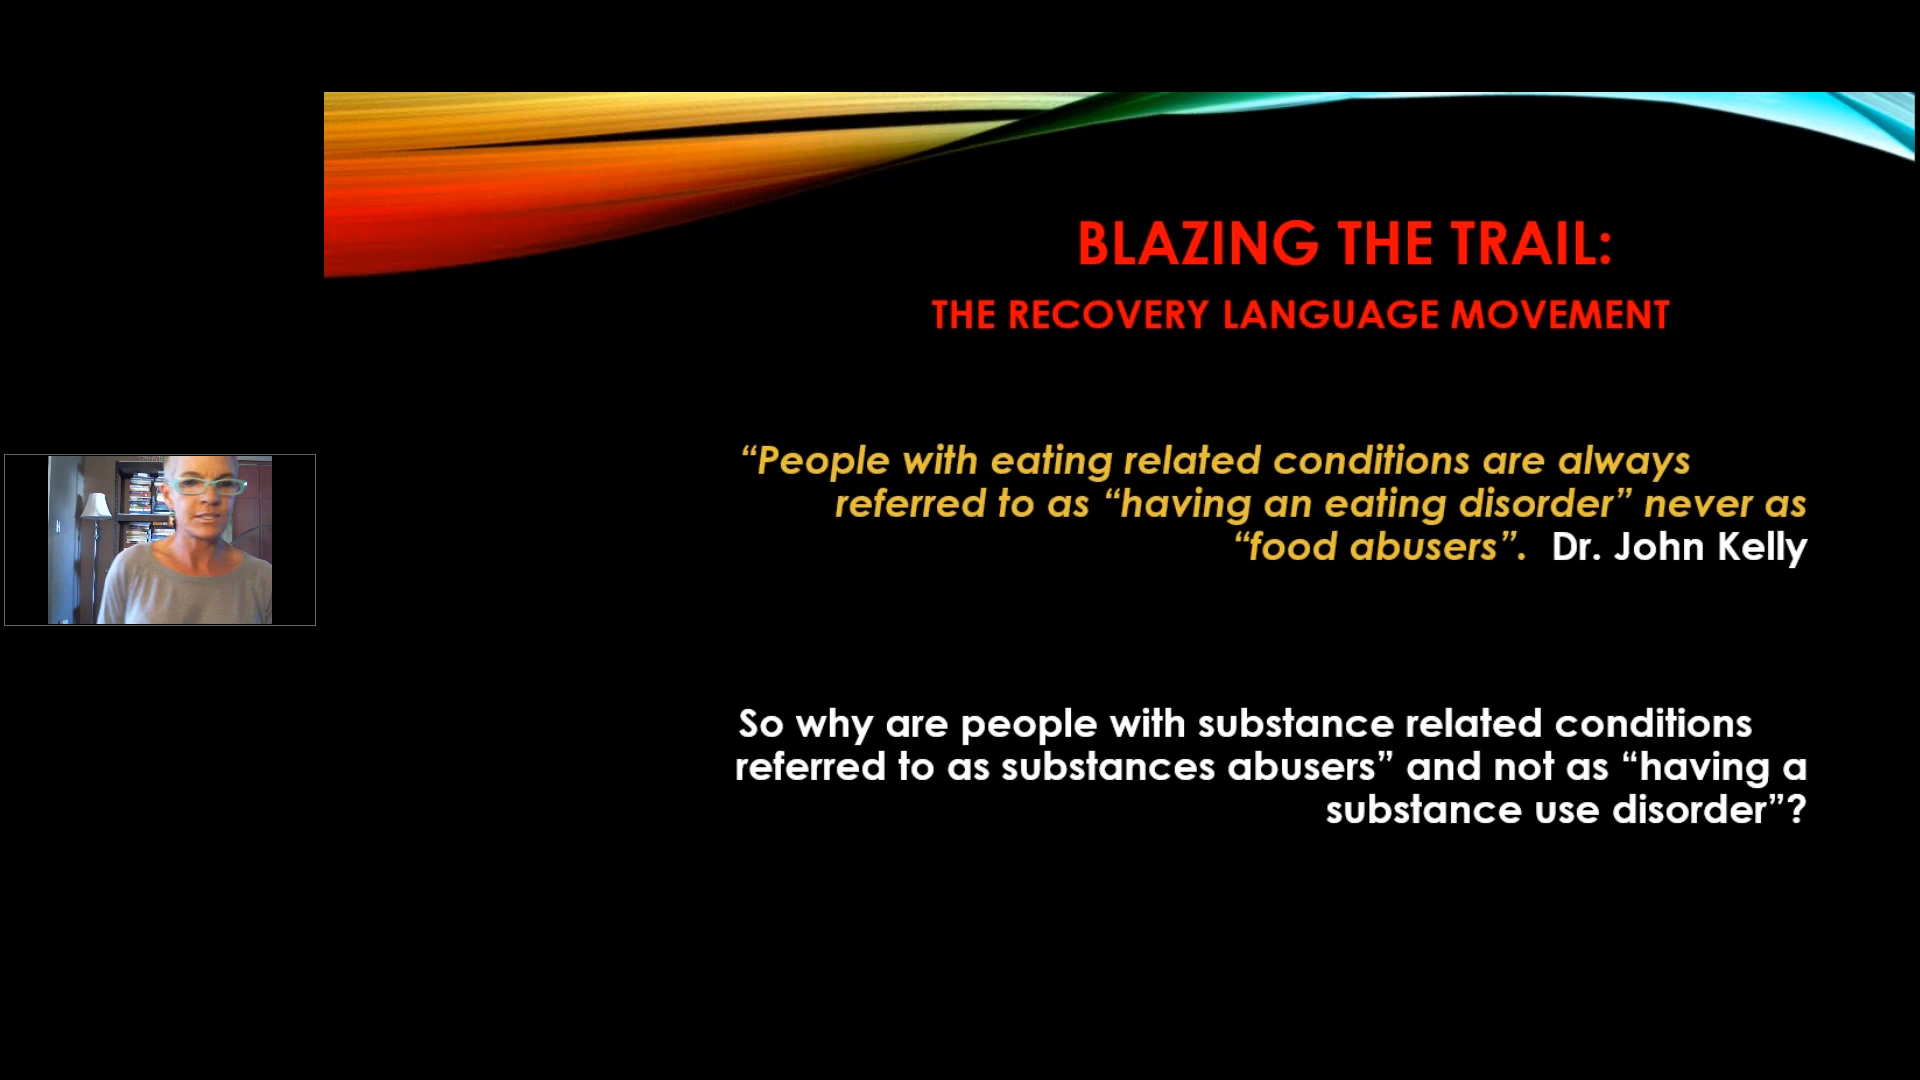 BLAZING THE TRAIL:
THE RECOVERY LANGUAGE MOVEMENT
“People with eating related conditions are always
referred to as “having an eating disorder” never as
“food abusers”. Dr. John Kelly
So why are people with substance related conditions
referred to as substances abusers” and not as “having a
substance use disorder”?